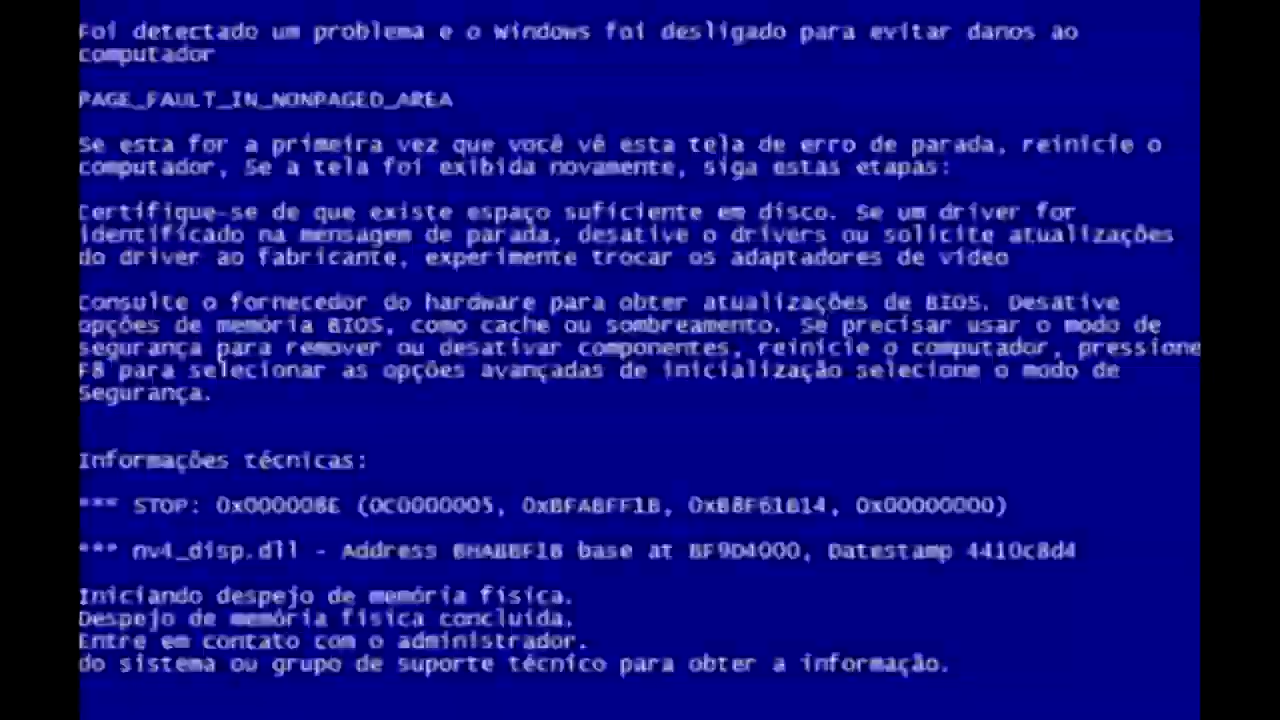 Foi detectado um problema e o Windows foi desligado para evitar danos ao
computador
PAGE_FAULT_IN_NONPAGED_AREA
Se esta for a primeira vez que você vê esta tela de erro de parada, reinicie o
computador, Se a tela foi exibida novamente, siga estas etapas:
Certifique-se de que existe espaço suficiente em disco. Se um driver for
identificado na mensagem de parada, desative o drivers ou solicite atualizações
do driver ao fabricante, experimente trocar os adaptadores de vídeo
Consulte o fornecedor do hardware para obter atualizações de BIOS. Desative
opções de memória BIOS, como cache ou sombreamento. Se precisar usar o modo de
segurança para remover ou desativar componentes, reinicie o computador, pressione
F8 para selecionar as opções avançadas de inicialização selecione o modo de
Segurança.
Informações técnicas:
*** STOP: 0x0000008E (0C0000005, 0xBFABFF1B, 0xB8F61B14, 0x00000000)
*** nv4_disp.dll - Address base at BF9D4000, Datestamp 4410c8d4
Iniciando despejo de memória física.
Despejo de memória física concluída.
Entre em contato com o administrador.
do sistema ou grupo de suporte técnico para obter a informação.